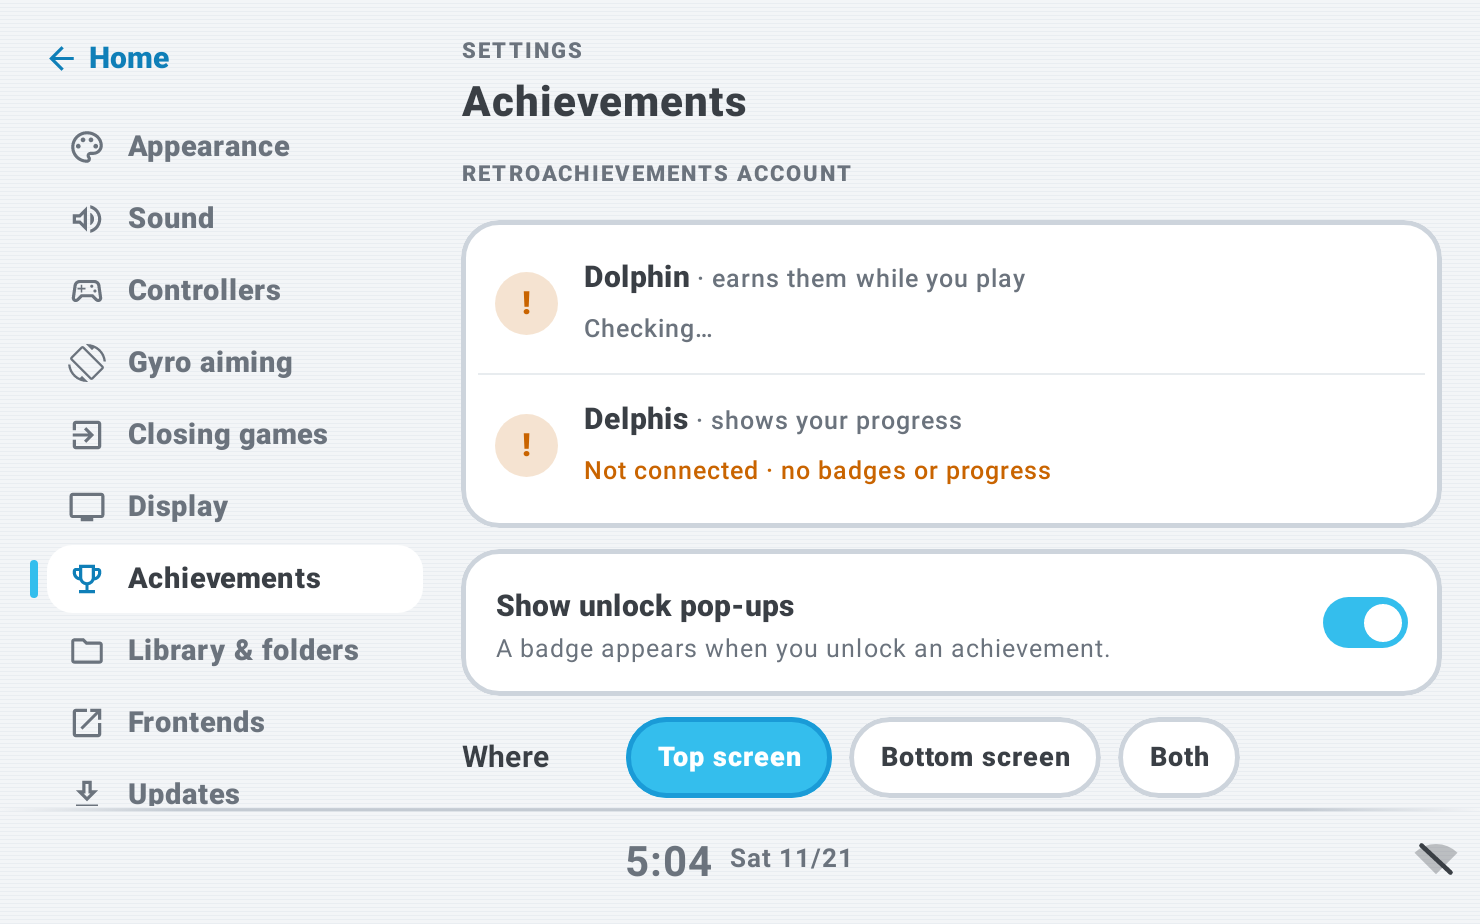 Home
Appearance
Sound
Controllers
Gyro aiming
Closing games
Display
Achievements
Library & folders
Frontends
Updates
SETTINGS
Achievements
RETROACHIEVEMENTS ACCOUNT
!
Dolphin · earns them while you play
Checking…
!
Delphis · shows your progress
Not connected · no badges or progress
Show unlock pop-ups
A badge appears when you unlock an achievement.
Where
Top screen
Bottom screen
Both
5:04 Sat 11/21